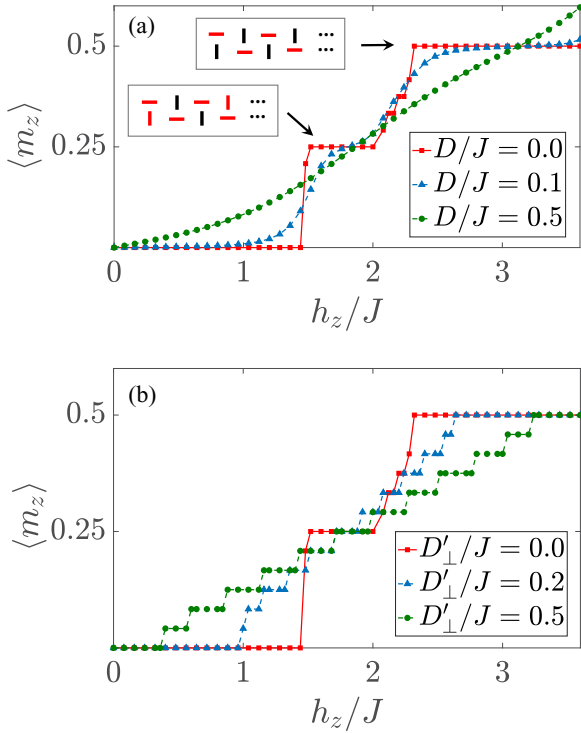 (a)
0.5
0.25
⟨m_z⟩
D/J = 0.0
D/J = 0.1
D/J = 0.5
0 1 2 3
h_z/J
(b)
0.5
0.25
0
⟨m_z⟩
D′_⊥/J = 0.0
D′_⊥/J = 0.2
D′_⊥/J = 0.5
0 1 2 3
h_z/J